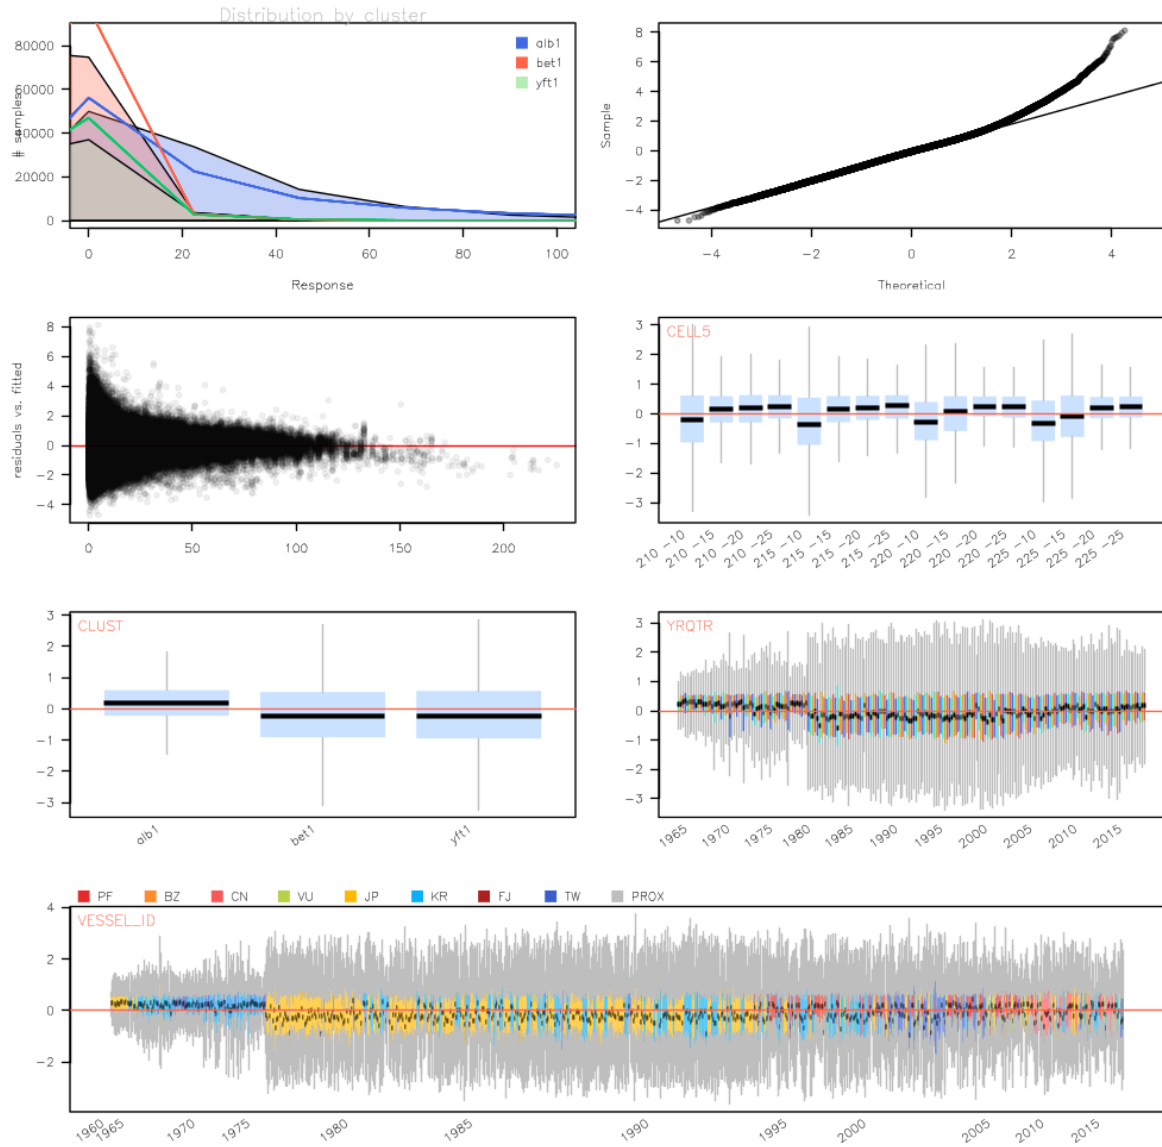 Distribution by cluster
# samples
80000
60000
40000
20000
0
alb1
bet1
yft1
0 20 40 60 80 100
Response
Sample
8
6
4
2
0
−2
−4
−4 −2 0 2 4
Theoretical
residuals vs. fitted
8
6
4
2
0
−2
−4
0 50 100 150 200
CELL5
3
2
1
0
−1
−2
−3
210 −10
210 −15
210 −20
210 −25
215 −10
215 −15
215 −20
215 −25
220 −10
220 −15
220 −20
220 −25
225 −10
225 −15
225 −20
225 −25
CLUST
3
2
1
0
−1
−2
−3
alb1
bet1
yft1
YRQTR
3
2
1
0
−1
−2
−3
1965 1970 1975 1980 1985 1990 1995 2000 2005 2010 2015
PF BZ CN VU JP KR FJ TW PROX
VESSEL_ID
4
2
0
−2
1960 1965 1970 1975 1980 1985 1990 1995 2000 2005 2010 2015